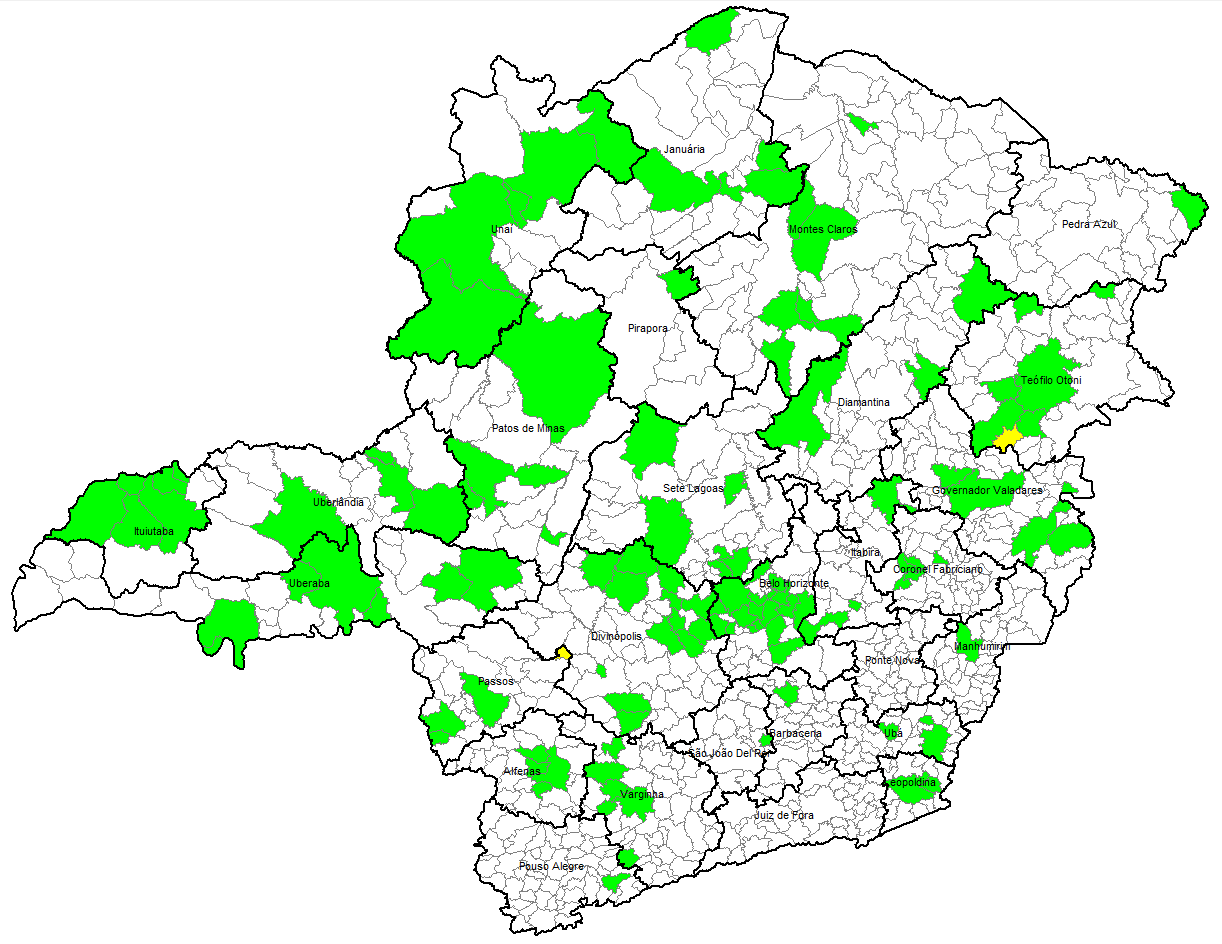 Januária
Pedra Azul
Unaí
Montes Claros
Pirapora
Teófilo Otoni
Diamantina
Patos de Minas
Sete Lagoas
Governador Valadares
Uberlândia
Ituiutaba
Itabira
Coronel Fabriciano
Uberaba
Belo Horizonte
Divinópolis
Manhumirim
Ponte Nova
Passos
Ubá
Barbacena
São João Del Rei
Alfenas
Leopoldina
Varginha
Juiz de Fora
Pouso Alegre